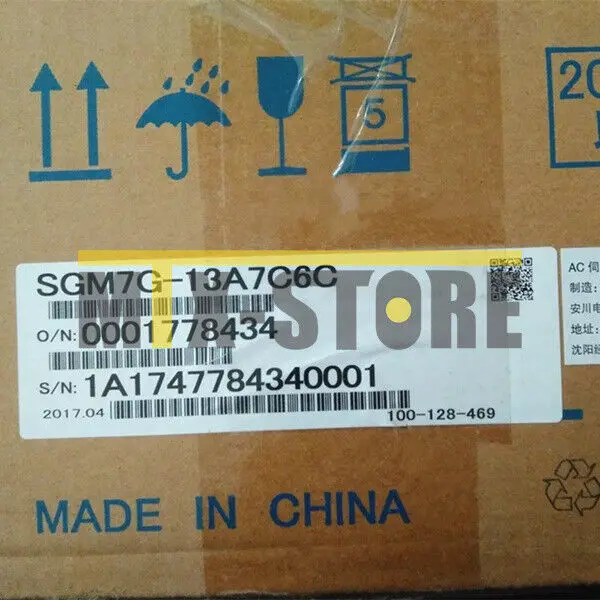 5
20
SGM7G-13A7C6C
O/N: 0001778434
S/N: 1A1747784340001
2017.04
100-128-469
AC 伺
制造:
安川电
地址:
沈阳经
-STORE
MADE IN CHINA